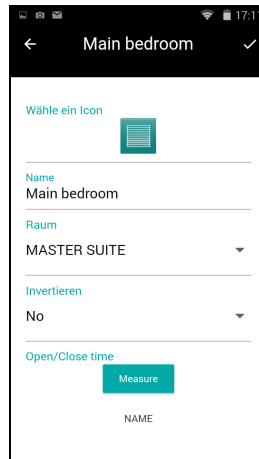 17:1
Main bedroom
Wähle ein Icon
Name
Main bedroom
Raum
MASTER SUITE
Invertieren
No
Open/Close time
Measure
NAME